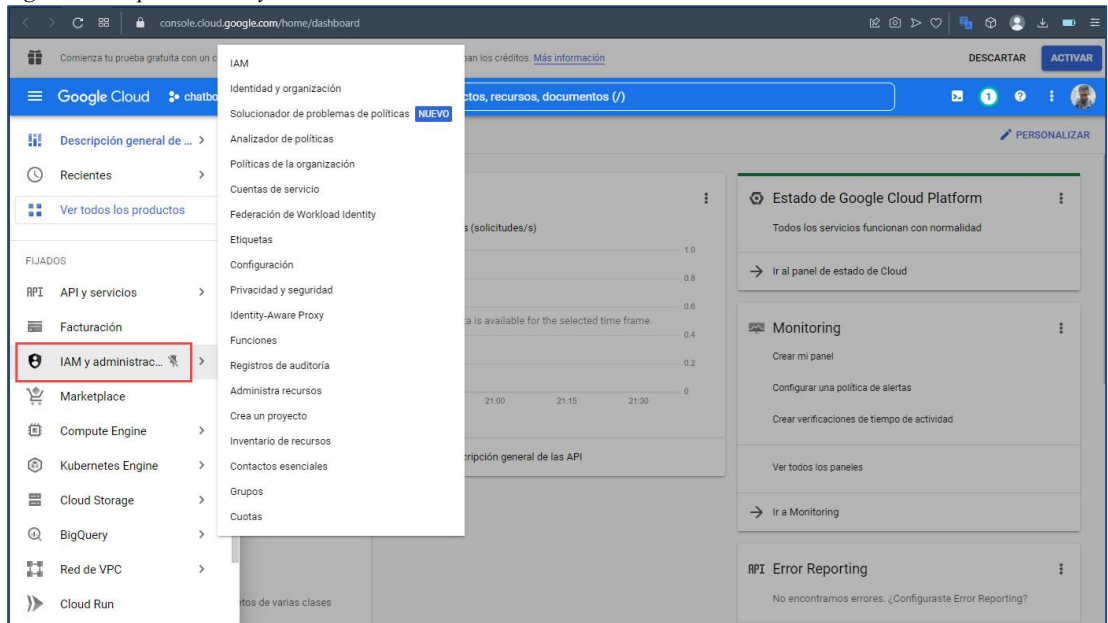 console.cloud.google.com/home/dashboard
Comienza tu prueba gratuita con un c
an los créditos. Más información
DESCARTAR
ACTIVAR
Google Cloud
chatbo
ctos, recursos, documentos (/)
1
PERSONALIZAR
Descripción general de ...
Recientes
Ver todos los productos
FIJADOS
API
API y servicios
Facturación
IAM y administrac...
Marketplace
Compute Engine
Kubernetes Engine
Cloud Storage
BigQuery
Red de VPC
Cloud Run
IAM
Identidad y organización
Solucionador de problemas de políticas NUEVO
Analizador de políticas
Políticas de la organización
Cuentas de servicio
Federación de Workload Identity
Etiquetas
Configuración
Privacidad y seguridad
Identity-Aware Proxy
Funciones
Registros de auditoría
Administra recursos
Crea un proyecto
Inventario de recursos
Contactos esenciales
Grupos
Cuotas
s (solicitudes/s)
1.0
0.8
0.6
ta is available for the selected time frame.
0.4
0.2
0
21:00
21:15
21:30
cripción general de las API
tos de varias clases
Estado de Google Cloud Platform
Todos los servicios funcionan con normalidad
Ir al panel de estado de Cloud
Monitoring
Crear mi panel
Configurar una política de alertas
Crear verificaciones de tiempo de actividad
Ver todos los paneles
Ir a Monitoring
API
Error Reporting
No encontramos errores. ¿Configuraste Error Reporting?